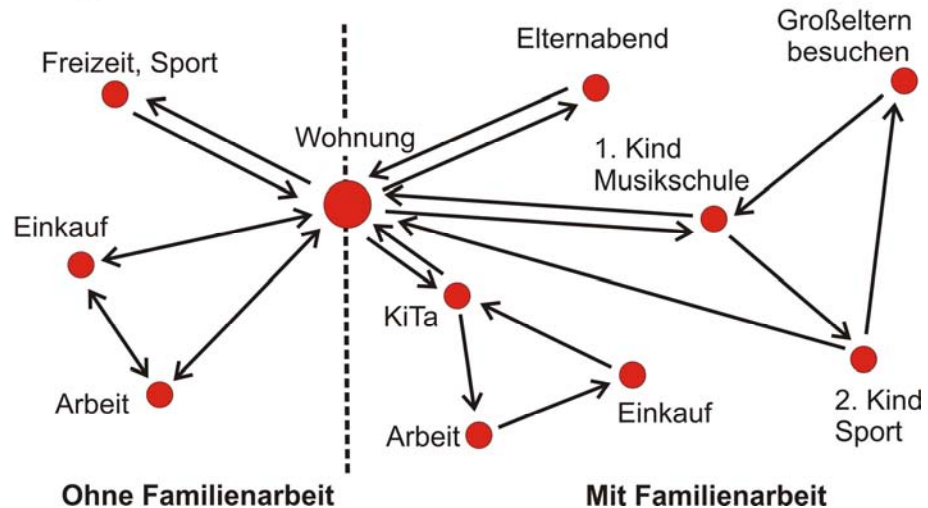 Großeltern
besuchen
Elternabend
Freizeit, Sport
Wohnung
1. Kind
Musikschule
Einkauf
KiTa
Arbeit
Arbeit
Einkauf
2. Kind
Sport
Ohne Familienarbeit
Mit Familienarbeit